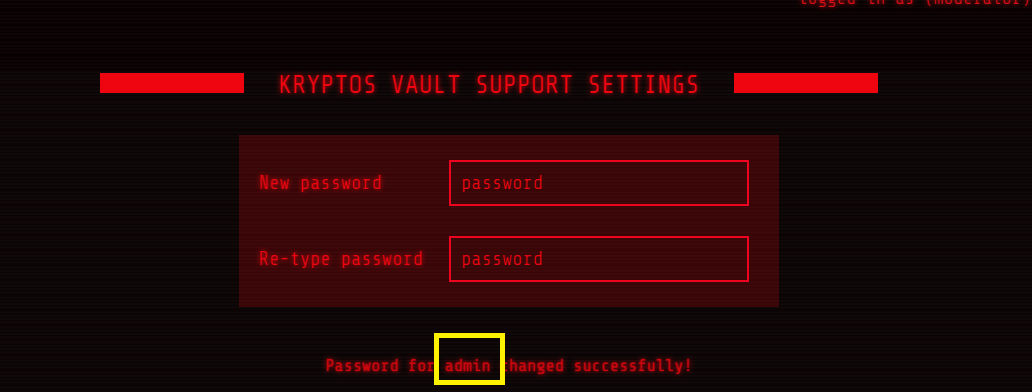 logged in as (moderator)
KRYPTOS VAULT SUPPORT SETTINGS
New password
password
Re-type password
password
Password for admin changed successfully!